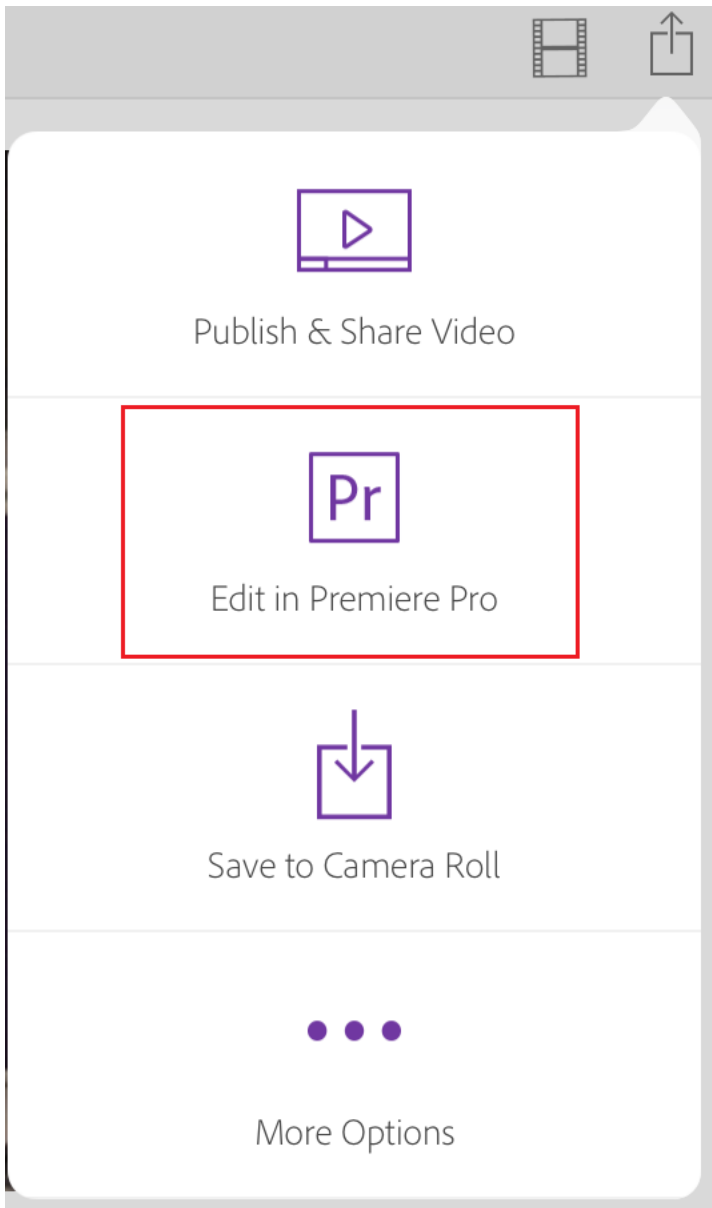 Publish & Share Video
Pr
Edit in Premiere Pro
Save to Camera Roll
More Options